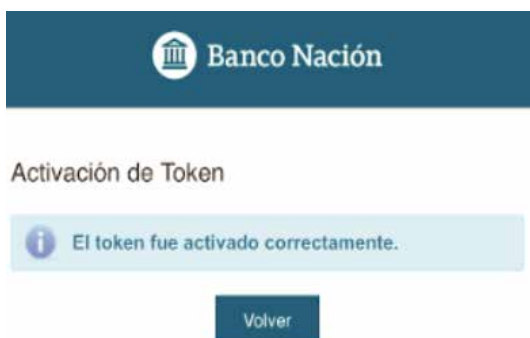 Banco Nación
Activación de Token
El token fue activado correctamente.
Volver